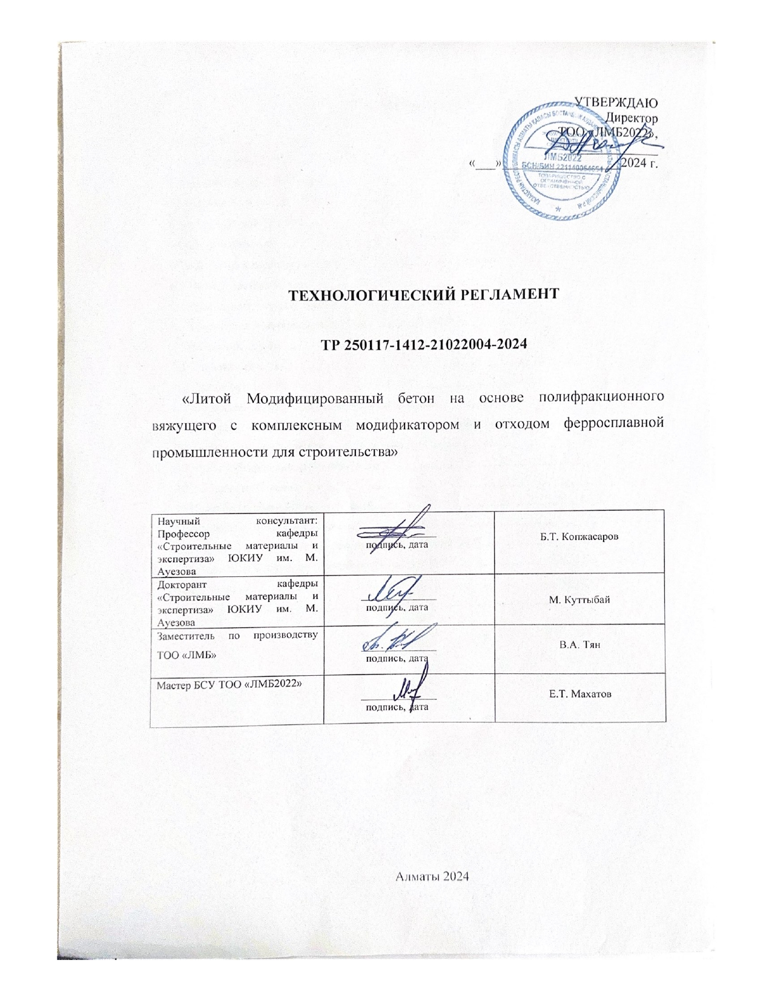 УТВЕРЖДАЮ
Директор
ТОО «ЛМБ2022»,
«___» 2024 г.
ЛМБ2022
БСН/БИН 221140054651
ТОВАРИЩЕСТВО С
ОГРАНИЧЕННОЙ
ОТВЕТСТВЕННОСТЬЮ
ТЕХНОЛОГИЧЕСКИЙ РЕГЛАМЕНТ
ТР 250117-1412-21022004-2024
«Литой Модифицированный бетон на основе полифракционного
вяжущего с комплексным модификатором и отходом ферросплавной
промышленности для строительства»
Научный консультант:
Профессор кафедры
«Строительные материалы и
экспертиза» ЮКИУ им. М.
Ауезова
подпись, дата
Б.Т. Копжасаров
Докторант кафедры
«Строительные материалы и
экспертиза» ЮКИУ им. М.
Ауезова
подпись, дата
М. Куттыбай
Заместитель по производству
ТОО «ЛМБ»
подпись, дата
В.А. Тян
Мастер БСУ ТОО «ЛМБ2022»
подпись, дата
Е.Т. Махатов
Алматы 2024